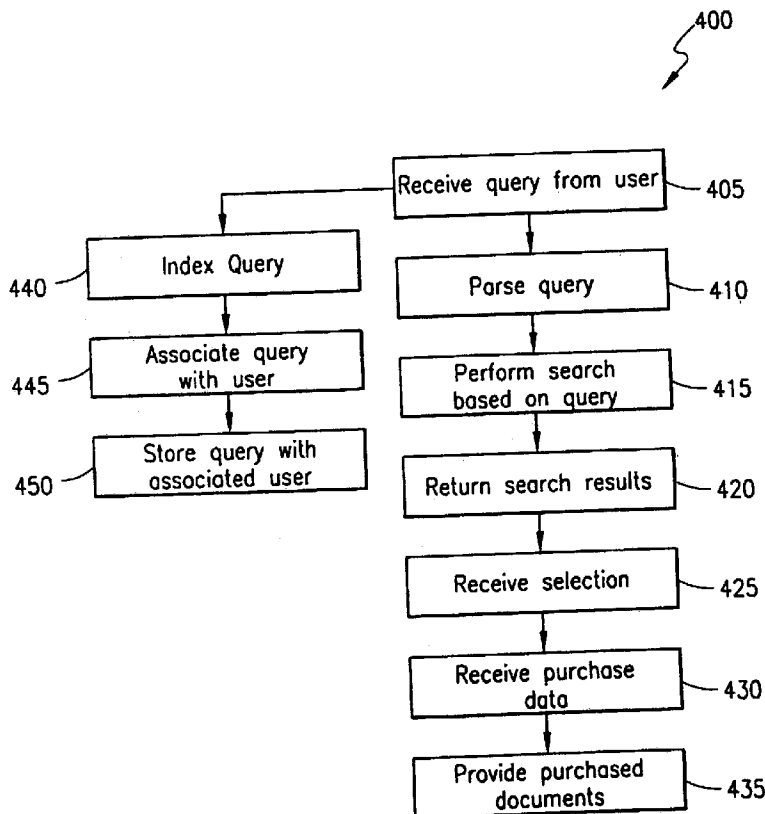 400
Receive query from user
405
Index Query
440
Parse query
410
Associate query
with user
445
Perform search
based on query
415
Store query with
associated user
450
Return search results
420
Receive selection
425
Receive purchase
data
430
Provide purchased
documents
435